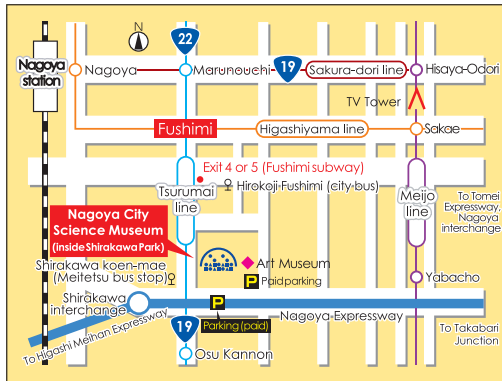 N
22
Nagoya
station
Nagoya
Marunouchi
19
Sakura-dori line
Hisaya-Odori
TV Tower
Fushimi
Higashiyama line
Sakae
Exit 4 or 5 (Fushimi subway)
Hirokoji-Fushimi (city bus)
Tsurumai
line
Meijo
line
To Tomei
Expressway,
Nagoya
interchange
Nagoya City
Science Museum
(inside Shirakawa Park)
Art Museum
P Paid parking
Shirakawa koen-mae
(Meitetsu bus stop)
Yabacho
Shirakawa
interchange
P
Nagoya Expressway
Parking (paid)
To Higashi Meihan Expressway
19
To Takabari
Junction
Osu Kannon